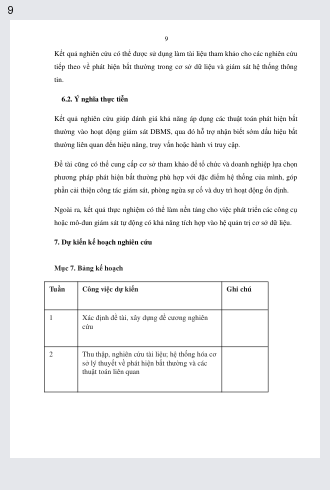 9
9
Kết quả nghiên cứu có thể được sử dụng làm tài liệu tham khảo cho các nghiên cứu
tiếp theo về phát hiện bất thường trong cơ sở dữ liệu và giám sát hệ thống thông
tin.
6.2. Ý nghĩa thực tiễn
Kết quả nghiên cứu giúp đánh giá khả năng áp dụng các thuật toán phát hiện bất
thường vào hoạt động giám sát DBMS, qua đó hỗ trợ nhận biết sớm dấu hiệu bất
thường liên quan đến hiệu năng, truy vấn hoặc hành vi truy cập.
Đề tài cũng có thể cung cấp cơ sở tham khảo để tổ chức và doanh nghiệp lựa chọn
phương pháp phát hiện bất thường phù hợp với đặc điểm hệ thống của mình, góp
phần cải thiện công tác giám sát, phòng ngừa sự cố và duy trì hoạt động ổn định.
Ngoài ra, kết quả thực nghiệm có thể làm nền tảng cho việc phát triển các công cụ
hoặc mô-đun giám sát tự động có khả năng tích hợp vào hệ quản trị cơ sở dữ liệu.
7. Dự kiến kế hoạch nghiên cứu
Mục 7. Bảng kế hoạch
Tuần Công việc dự kiến Ghi chú
1 Xác định đề tài, xây dựng đề cương nghiên
cứu
2 Thu thập, nghiên cứu tài liệu; hệ thống hóa cơ
sở lý thuyết về phát hiện bất thường và các
thuật toán liên quan